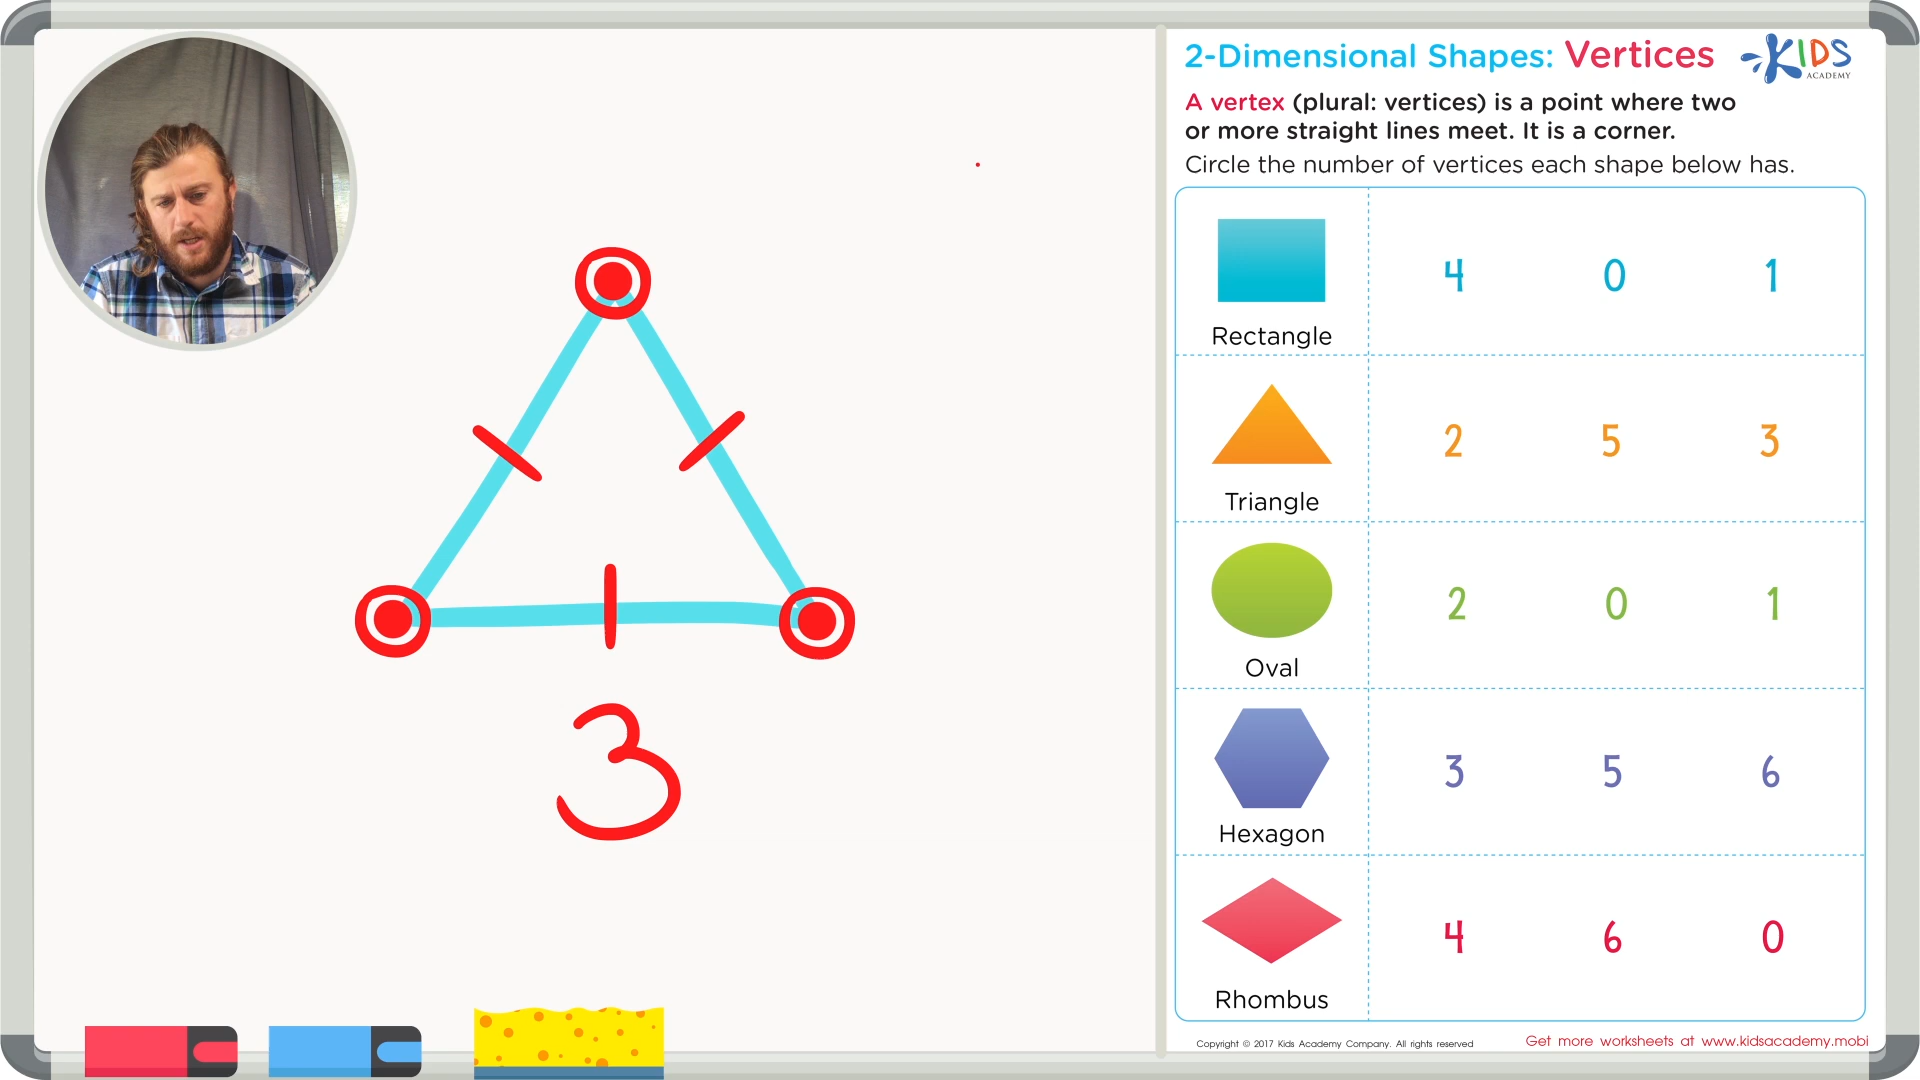 3
2-Dimensional Shapes: Vertices
KIDS
ACADEMY
A vertex (plural: vertices) is a point where two
or more straight lines meet. It is a corner.
Circle the number of vertices each shape below has.
4 0 1
Rectangle
2 5 3
Triangle
2 0 1
Oval
3 5 6
Hexagon
4 6 0
Rhombus
Copyright © 2017 Kids Academy Company. All rights reserved
Get more worksheets at www.kidsacademy.mobi